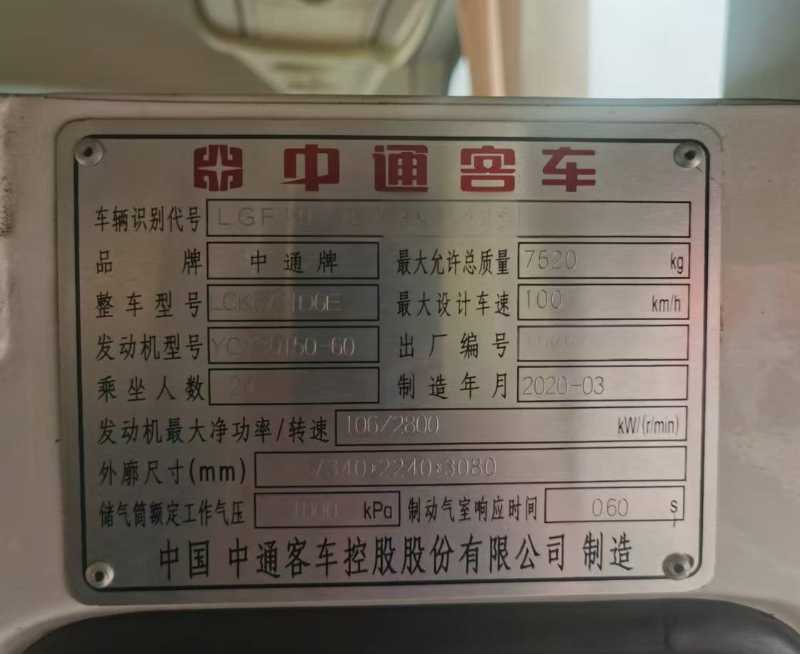 中通客车
车辆识别代号
品牌 中通牌 最大允许总质量 7520 kg
整车型号 最大设计车速 100 km/h
发动机型号 出厂编号
乘坐人数 制造年月 2020-03
发动机最大净功率/转速 106/2800 kW/(r/min)
外廓尺寸(mm) 7340×2240×3080
储气筒额定工作气压 kPa 制动气室响应时间 0.60 s
中国 中通客车控股股份有限公司 制造